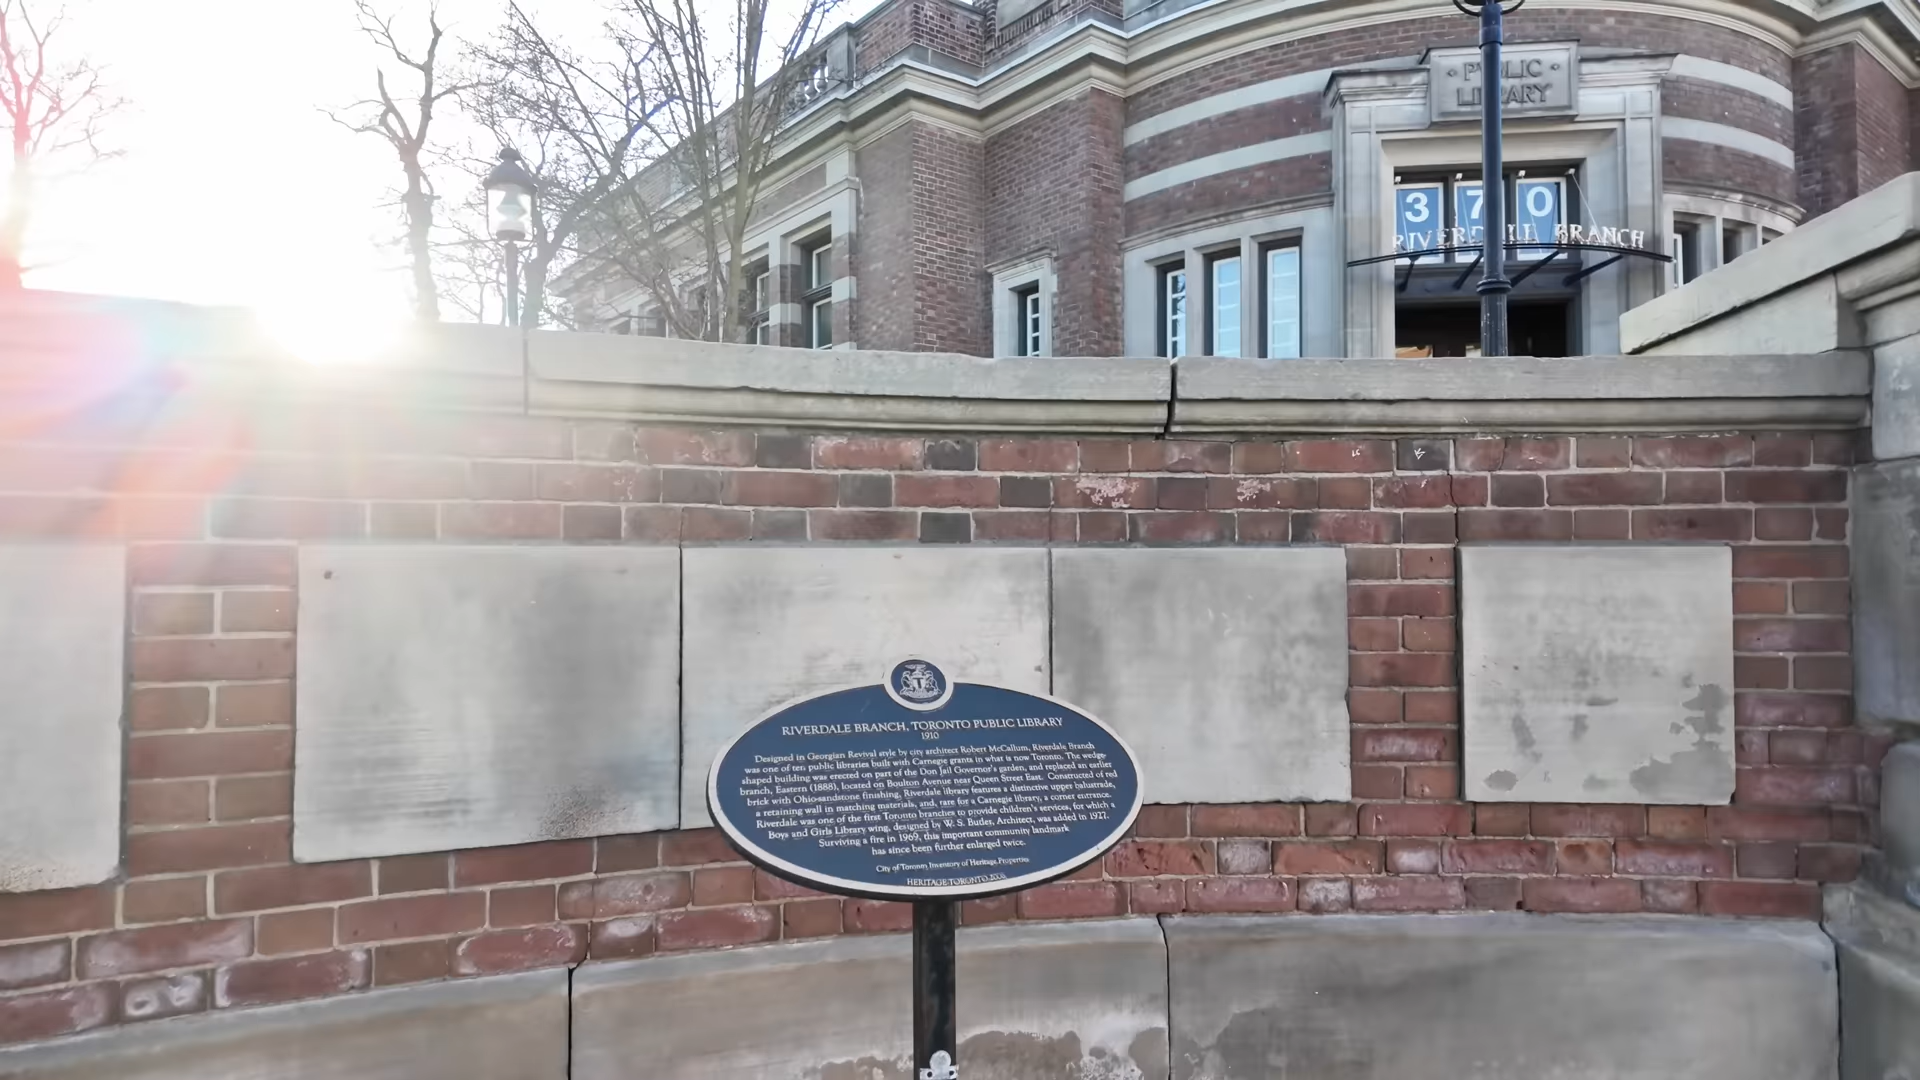 PUBLIC
LIBRARY
370
RIVERDALE BRANCH
RIVERDALE BRANCH, TORONTO PUBLIC LIBRARY
1910
Designed in Georgian Revival style by city architect Robert McCallum, Riverdale Branch
was one of ten public libraries built with Carnegie grants in what is now Toronto. The wedge-
shaped building was erected on part of the Don Jail Governor's garden, and replaced an earlier
branch, Eastern (1888), located on Boulton Avenue near Queen Street East. Constructed of red
brick with Ohio-sandstone finishing, Riverdale library features a distinctive upper balustrade,
a retaining wall in matching materials, and, rare for a Carnegie library, a corner entrance.
Riverdale was one of the first Toronto branches to provide children's services, for which a
Boys and Girls Library wing, designed by W. S. Budes, Architect, was added in 1927.
Surviving a fire in 1969, this important community landmark
has since been further enlarged twice.
City of Toronto Inventory of Heritage Properties
HERITAGE TORONTO 2008